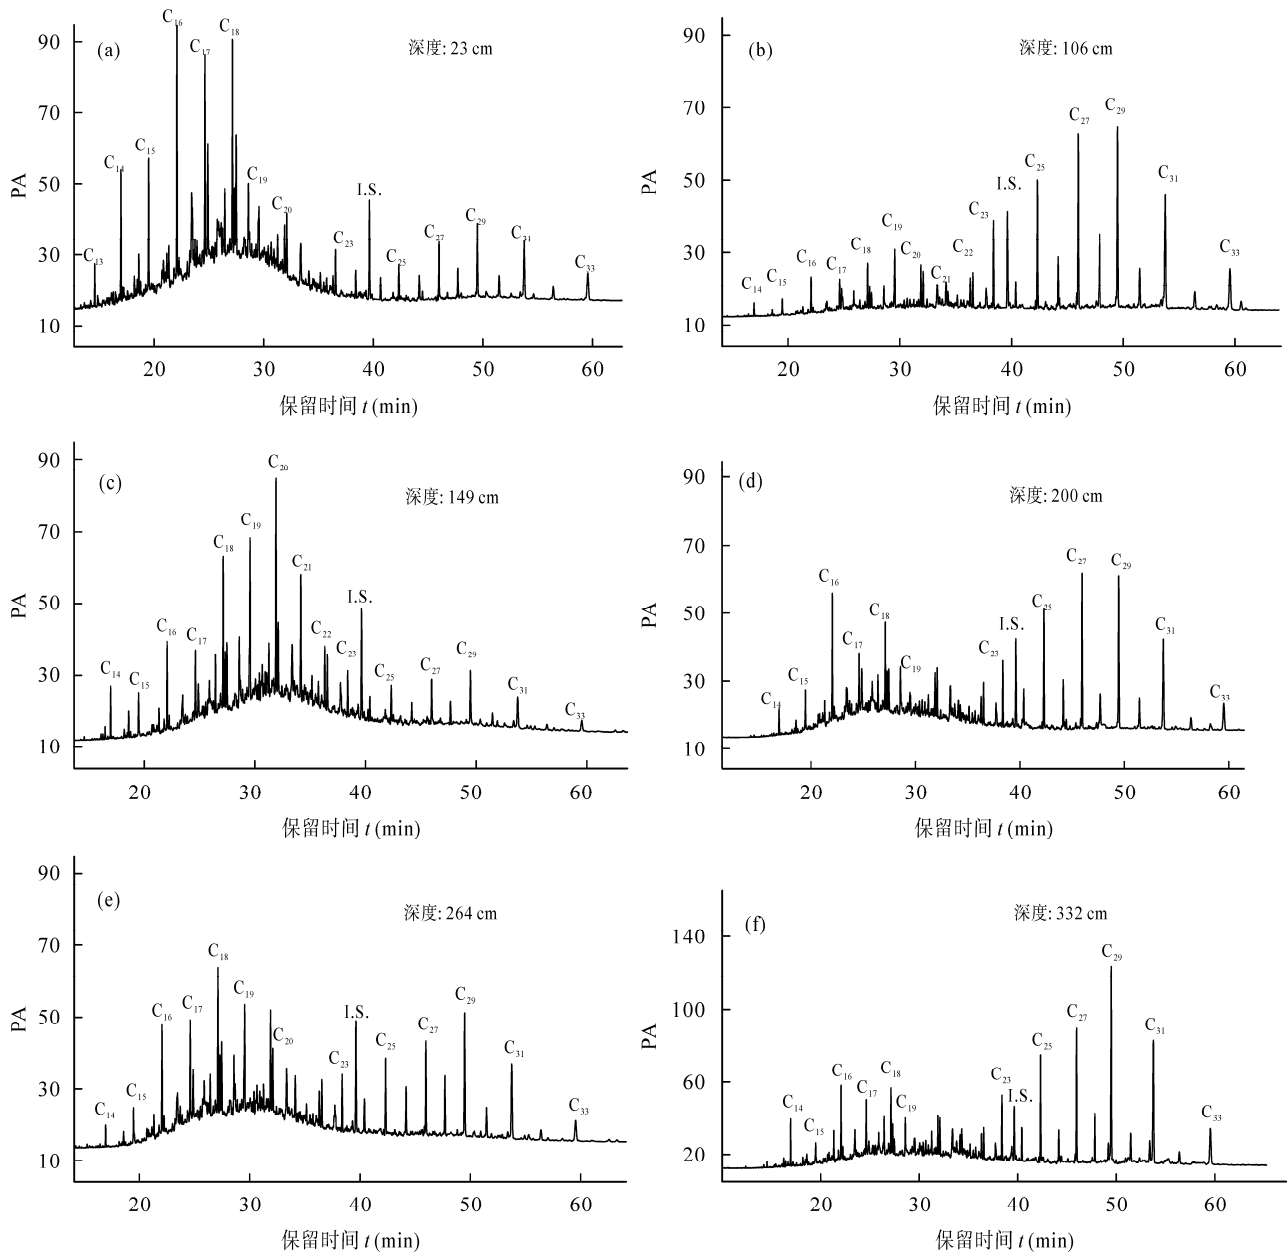 (a) 深度: 23 cm
PA
90
70
50
30
10
C13 C14 C15 C16 C17 C18 C19 C20 C23 I.S. C25 C27 C29 C31 C33
20 30 40 50 60
保留时间 t (min)
(b) 深度: 106 cm
PA
90
70
50
30
10
C14 C15 C16 C17 C18 C19 C20 C21 C22 C23 I.S. C25 C27 C29 C31 C33
20 30 40 50 60
保留时间 t (min)
(c) 深度: 149 cm
PA
90
70
50
30
10
C14 C15 C16 C17 C18 C19 C20 C21 C22 C23 I.S. C25 C27 C29 C31 C33
20 30 40 50 60
保留时间 t (min)
(d) 深度: 200 cm
PA
90
70
50
30
10
C14 C15 C16 C17 C18 C19 C23 I.S. C25 C27 C29 C31 C33
20 30 40 50 60
保留时间 t (min)
(e) 深度: 264 cm
PA
90
70
50
30
10
C14 C15 C16 C17 C18 C19 C20 C23 I.S. C25 C27 C29 C31 C33
20 30 40 50 60
保留时间 t (min)
(f) 深度: 332 cm
PA
140
100
60
20
C14 C15 C16 C17 C18 C19 C23 I.S. C25 C27 C29 C31 C33
20 30 40 50 60
保留时间 t (min)